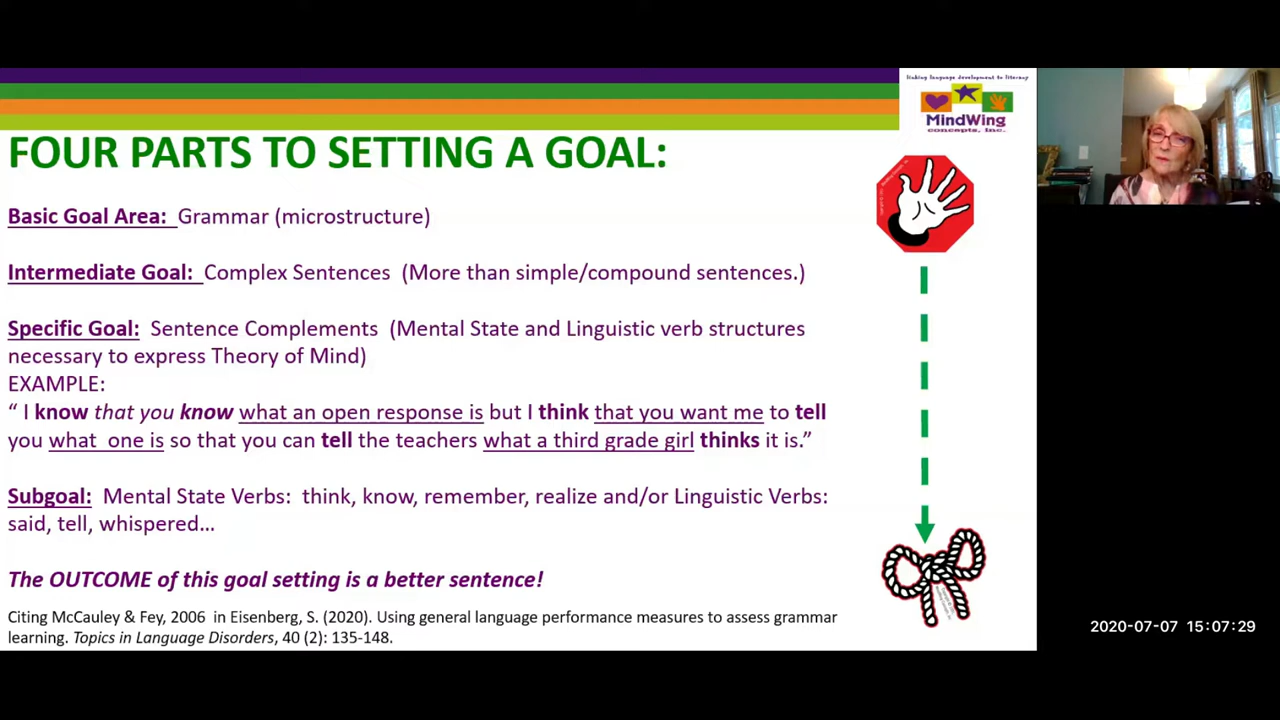 linking language development to literacy
MindWing
concepts, inc.
FOUR PARTS TO SETTING A GOAL:
Basic Goal Area: Grammar (microstructure)
Intermediate Goal: Complex Sentences (More than simple/compound sentences.)
Specific Goal: Sentence Complements (Mental State and Linguistic verb structures
necessary to express Theory of Mind)
EXAMPLE:
“ I know that you know what an open response is but I think that you want me to tell
you what one is so that you can tell the teachers what a third grade girl thinks it is.”
Subgoal: Mental State Verbs: think, know, remember, realize and/or Linguistic Verbs:
said, tell, whispered…
The OUTCOME of this goal setting is a better sentence!
Citing McCauley & Fey, 2006 in Eisenberg, S. (2020). Using general language performance measures to assess grammar
learning. Topics in Language Disorders, 40 (2): 135-148.
2020-07-07 15:07:29